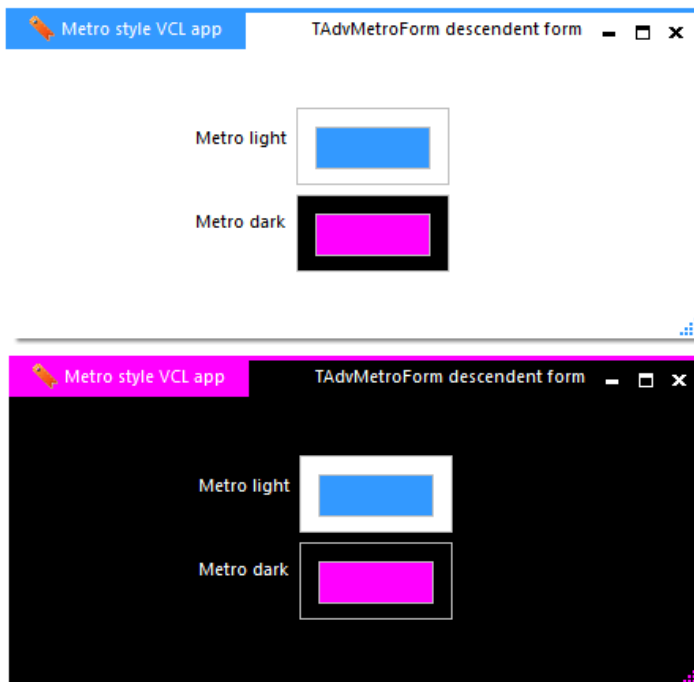 Metro style VCL app TAdvMetroForm descendent form
Metro light
Metro dark
Metro style VCL app TAdvMetroForm descendent form
Metro light
Metro dark